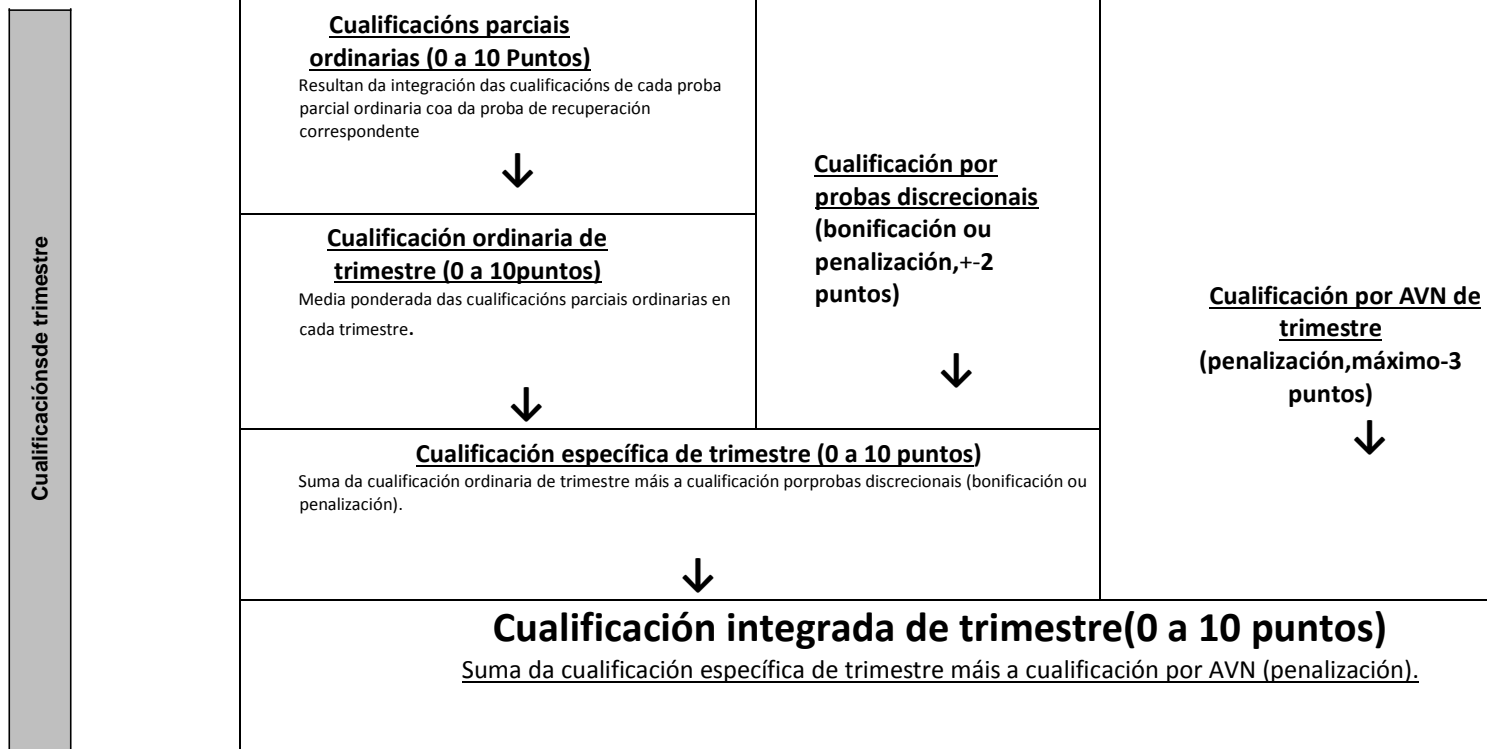 Cualificaciónsde trimestre
Cualificacións parciais
ordinarias (0 a 10 Puntos)
Resultan da integración das cualificacións de cada proba
parcial ordinaria coa da proba de recuperación
correspondente
↓
Cualificación ordinaria de
trimestre (0 a 10puntos)
Media ponderada das cualificacións parciais ordinarias en
cada trimestre.
↓
Cualificación por
probas discrecionais
(bonificación ou
penalización,+-2
puntos)
↓
Cualificación por AVN de
trimestre
(penalización,máximo-3
puntos)
↓
Cualificación específica de trimestre (0 a 10 puntos)
Suma da cualificación ordinaria de trimestre máis a cualificación porprobas discrecionais (bonificación ou
penalización).
↓
Cualificación integrada de trimestre(0 a 10 puntos)
Suma da cualificación específica de trimestre máis a cualificación por AVN (penalización).